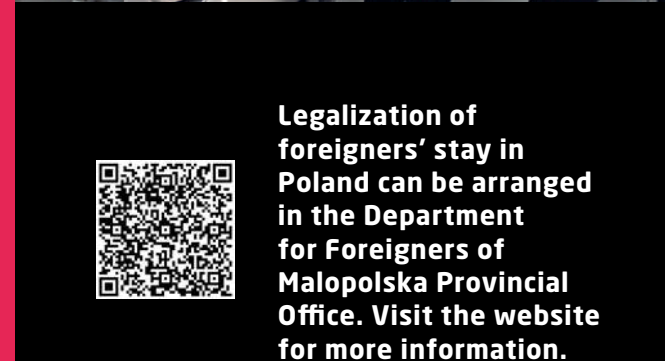 Legalization of
foreigners’ stay in
Poland can be arranged
in the Department
for Foreigners of
Malopolska Provincial
Office. Visit the website
for more information.